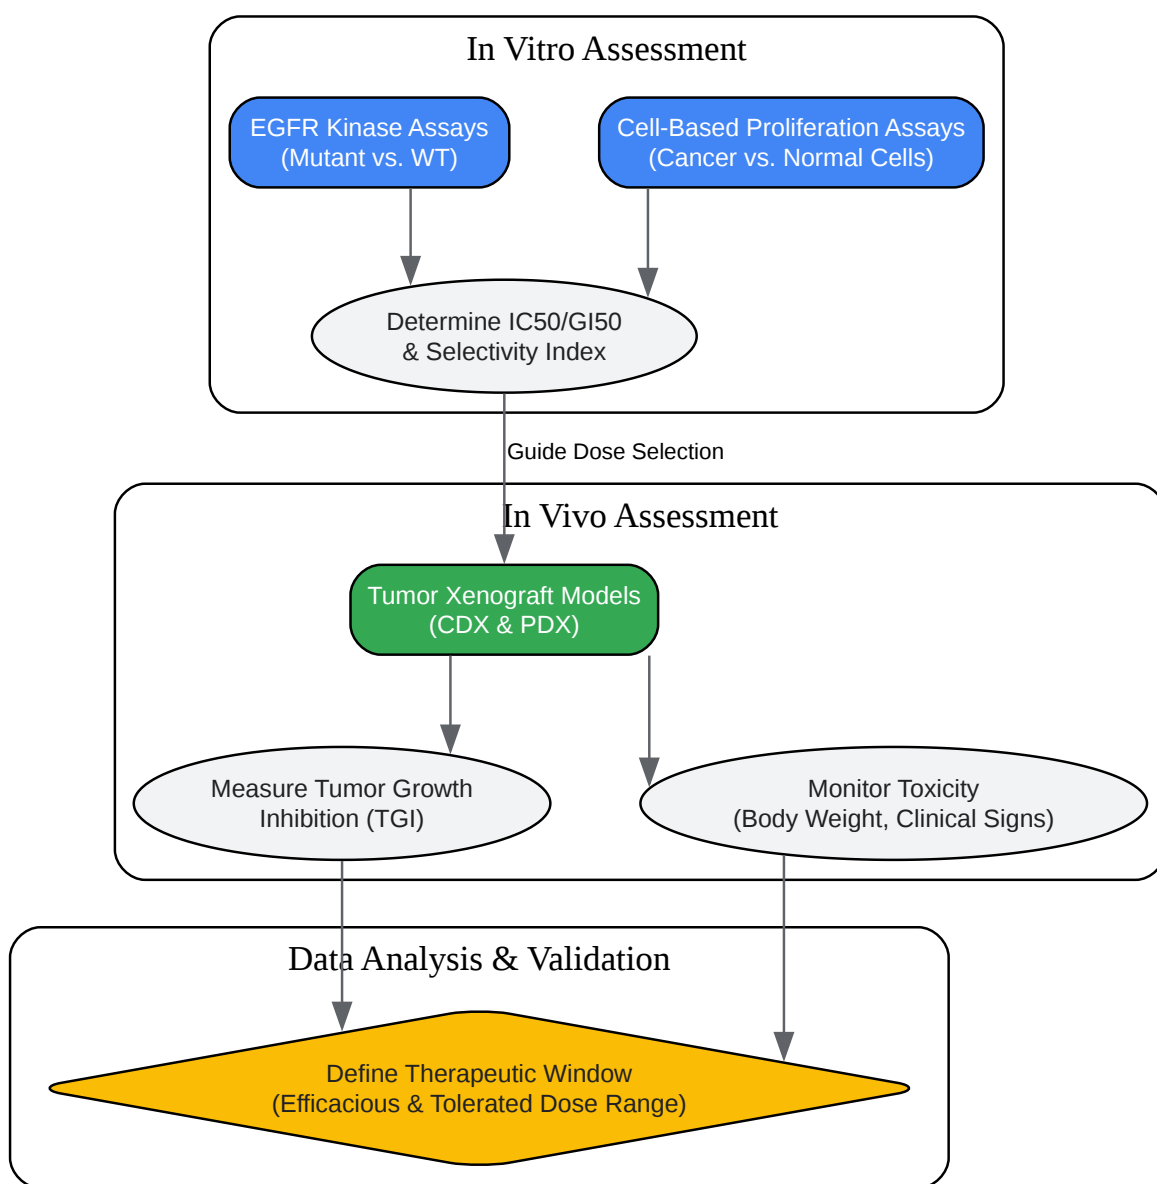 In Vitro Assessment
EGFR Kinase Assays
(Mutant vs. WT)
Cell-Based Proliferation Assays
(Cancer vs. Normal Cells)
Determine IC50/GI50
& Selectivity Index
Guide Dose Selection
In Vivo Assessment
Tumor Xenograft Models
(CDX & PDX)
Measure Tumor Growth
Inhibition (TGI)
Monitor Toxicity
(Body Weight, Clinical Signs)
Data Analysis & Validation
Define Therapeutic Window
(Efficacious & Tolerated Dose Range)